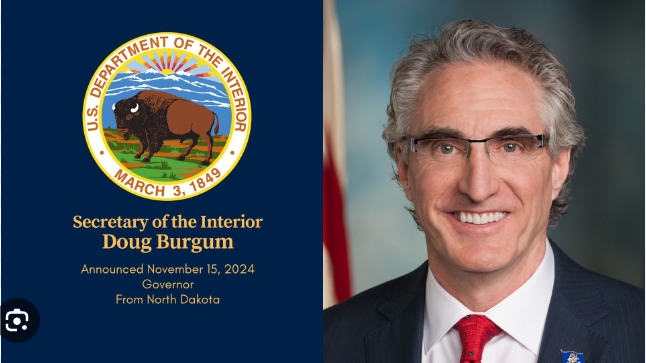 U.S. DEPARTMENT OF THE INTERIOR
MARCH 3, 1849
Secretary of the Interior
Doug Burgum
Announced November 15, 2024
Governor
From North Dakota